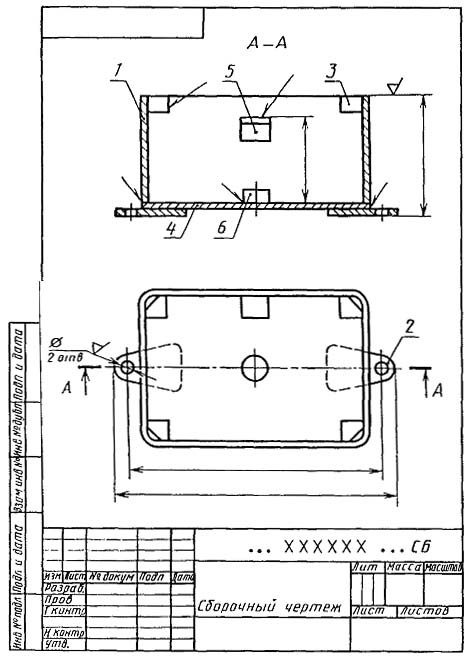 А – А
1
5
3
4
6
Ø
2 отв
2
А
А
Инв № подл
Подп и дата
Взам инв №
Инв № дубл
Подп и дата
... ХХХХХХ ... СБ
Лит
Масса
Масштаб
Изм
Лист
№ докум
Подп
Дата
Разраб.
Пров
Т контр
Н контр
Утв.
Сборочный чертеж
Лист
Листов